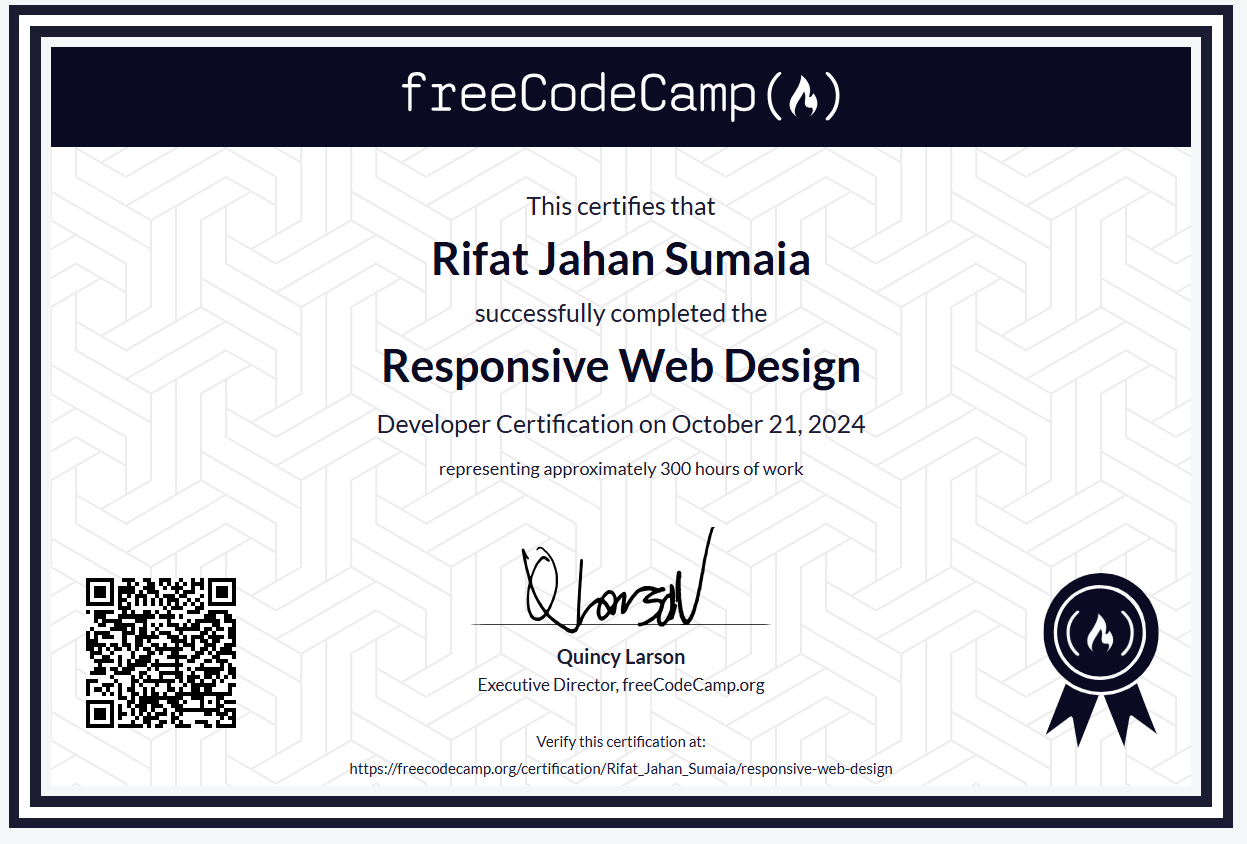 freeCodeCamp
This certifies that
Rifat Jahan Sumaia
successfully completed the
Responsive Web Design
Developer Certification on October 21, 2024
representing approximately 300 hours of work
Q Larson
Quincy Larson
Executive Director, freeCodeCamp.org
Verify this certification at:
https://freecodecamp.org/certification/Rifat_Jahan_Sumaia/responsive-web-design